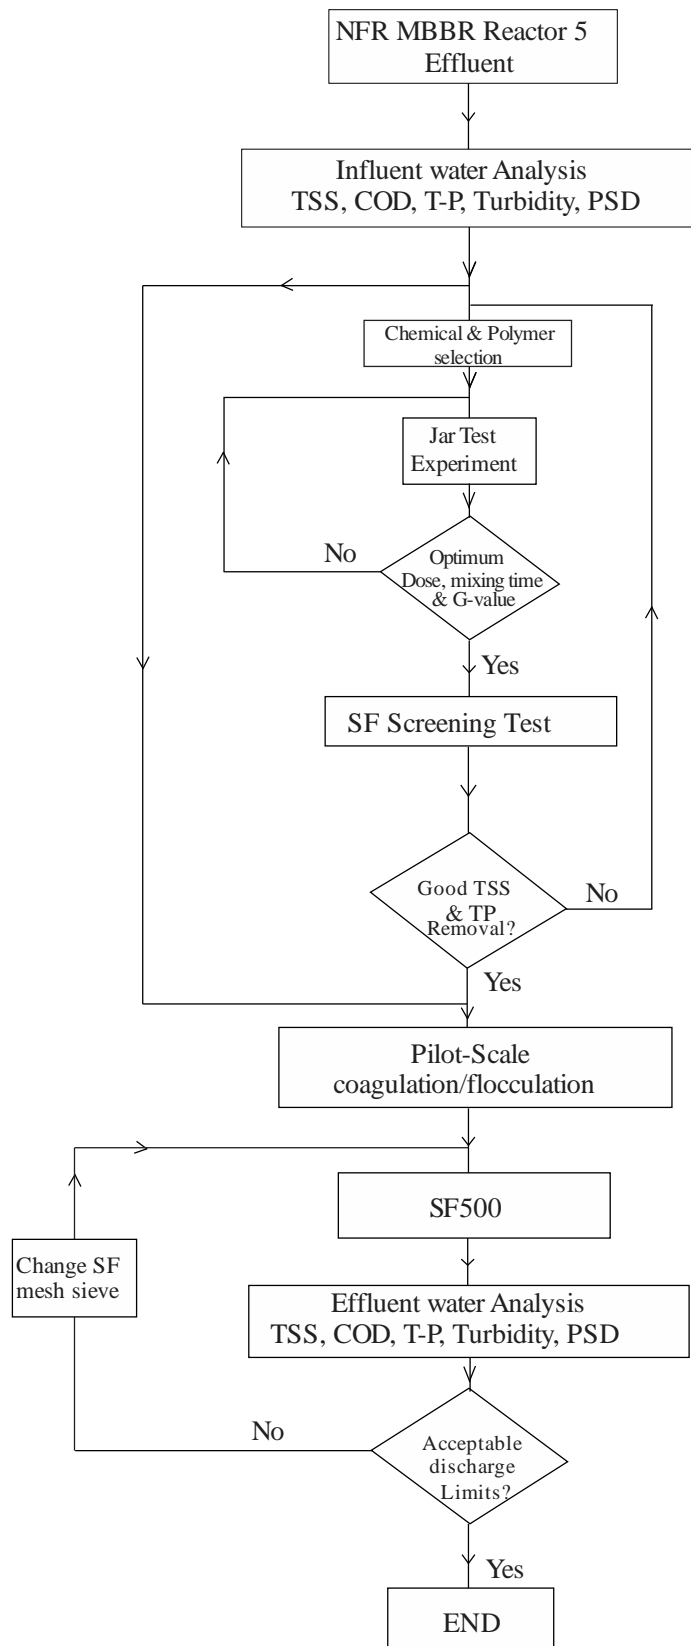 NFR MBBR Reactor 5
Effluent
Influent water Analysis
TSS, COD, T-P, Turbidity, PSD
Chemical & Polymer
selection
Jar Test
Experiment
No
Optimum
Dose, mixing time
& G-value
Yes
SF Screening Test
Good TSS
& TP
Removal?
No
Yes
Pilot-Scale
coagulation/flocculation
SF500
Change SF
mesh sieve
Effluent water Analysis
TSS, COD, T-P, Turbidity, PSD
No
Acceptable
discharge
Limits?
Yes
END